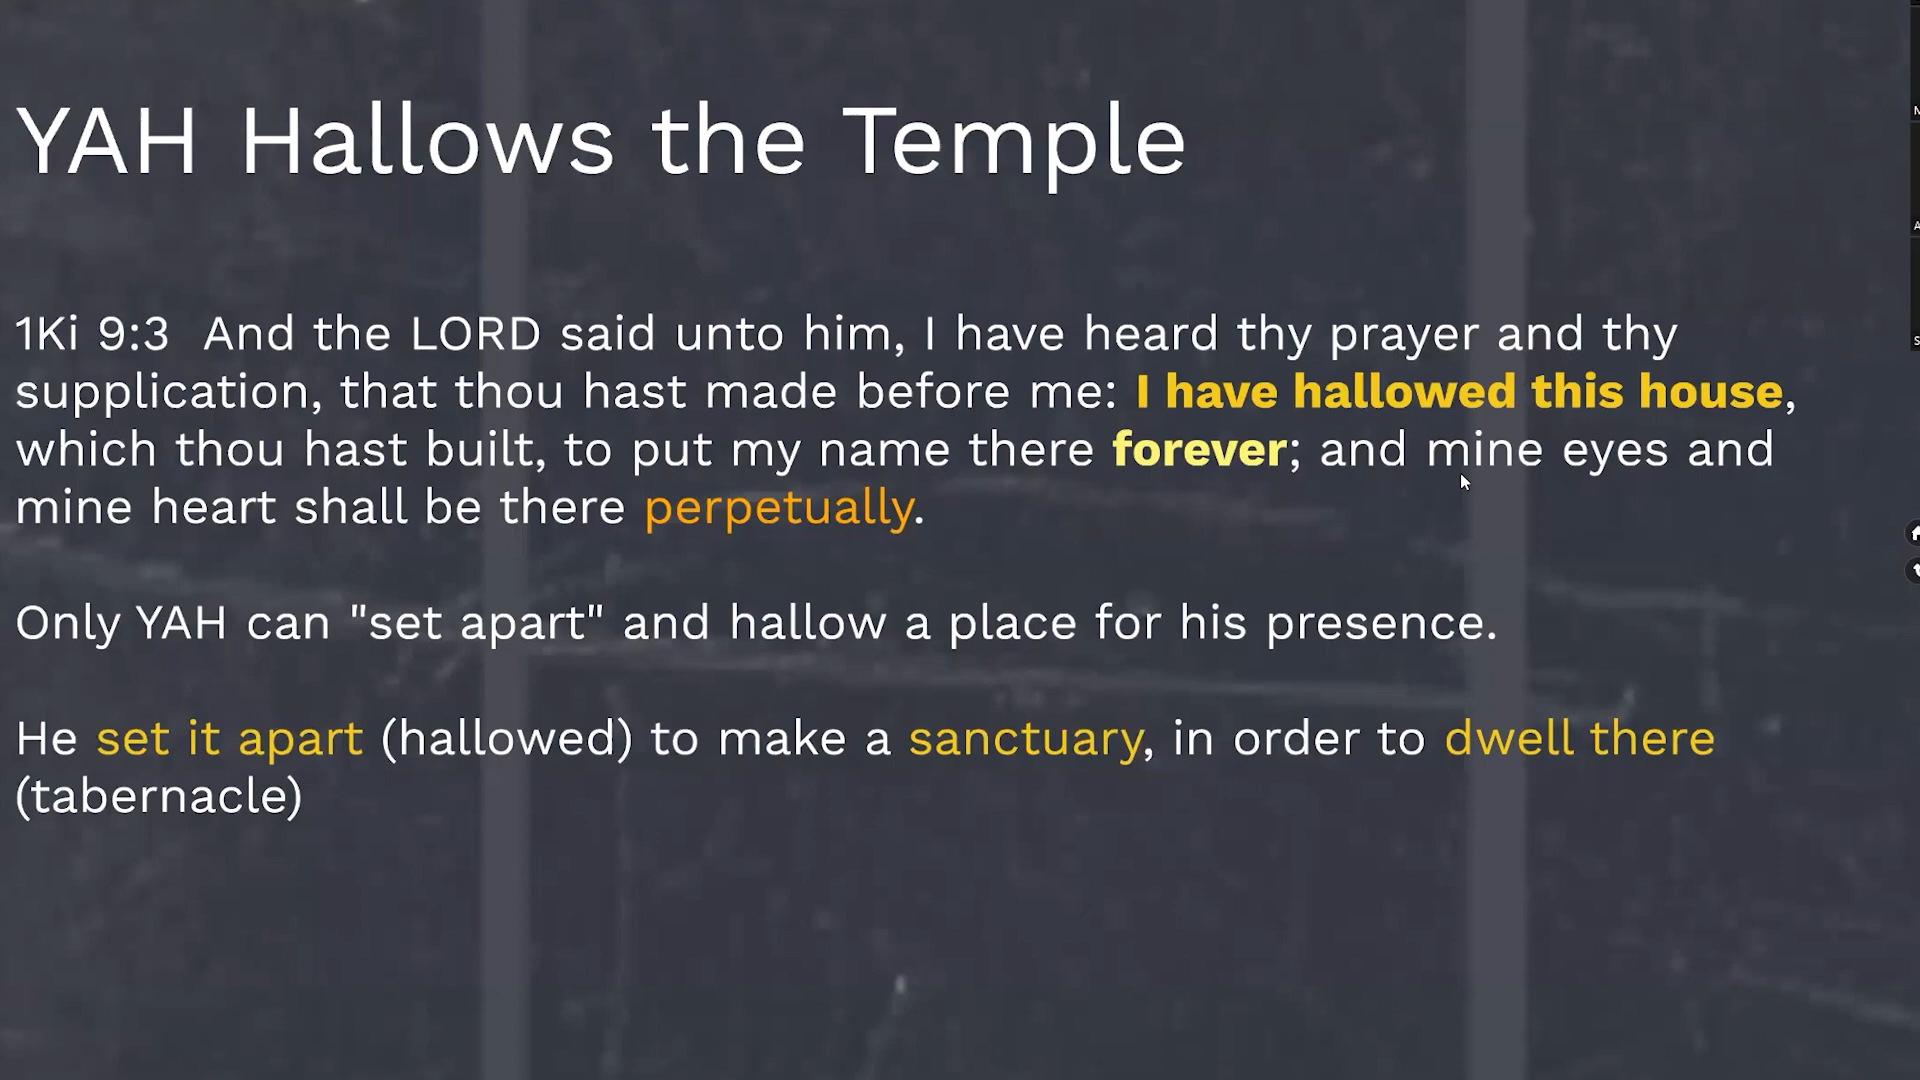 YAH Hallows the Temple
1Ki 9:3  And the LORD said unto him, I have heard thy prayer and thy
supplication, that thou hast made before me: I have hallowed this house,
which thou hast built, to put my name there forever; and mine eyes and
mine heart shall be there perpetually.
Only YAH can "set apart" and hallow a place for his presence.
He set it apart (hallowed) to make a sanctuary, in order to dwell there
(tabernacle)